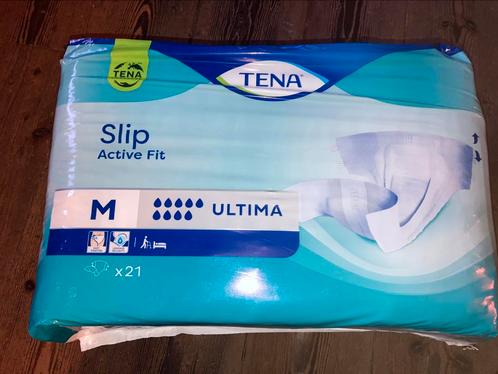 TENA
TENA
Slip
Active Fit
M
ULTIMA
x21